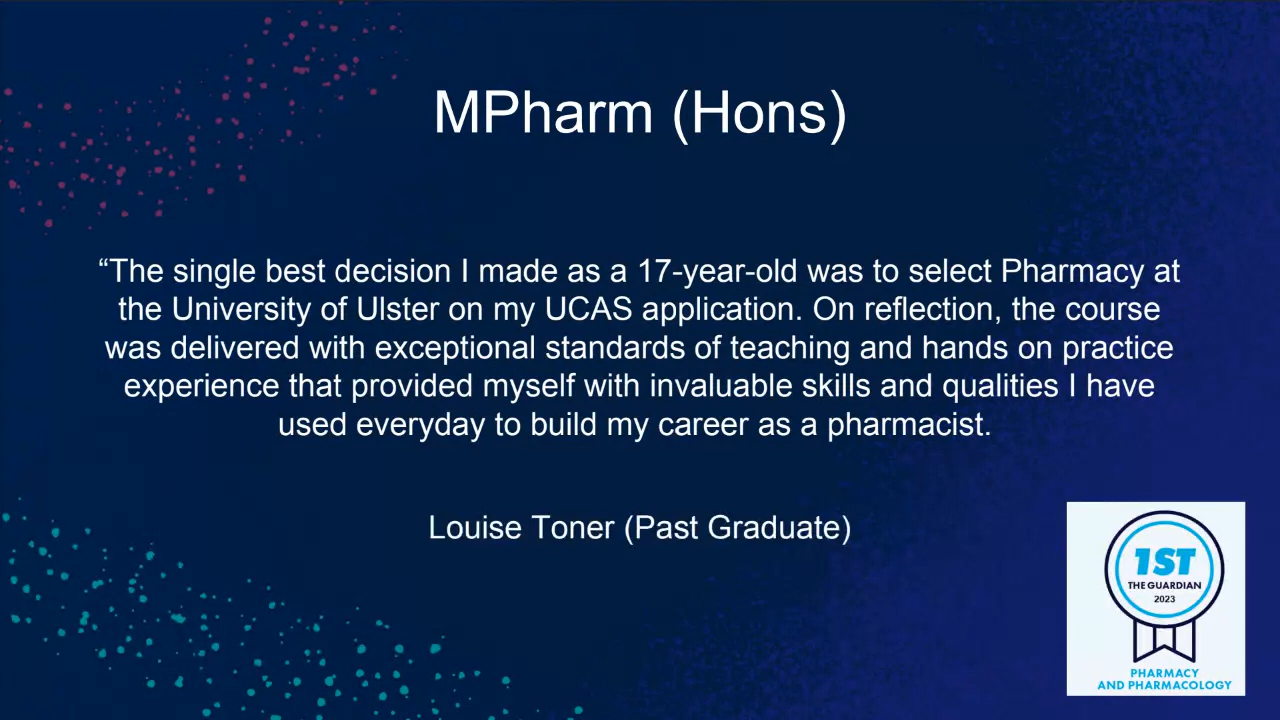 MPharm (Hons)
“The single best decision I made as a 17-year-old was to select Pharmacy at
the University of Ulster on my UCAS application. On reflection, the course
was delivered with exceptional standards of teaching and hands on practice
experience that provided myself with invaluable skills and qualities I have
used everyday to build my career as a pharmacist.
Louise Toner (Past Graduate)
1ST
THE GUARDIAN
2023
PHARMACY
AND PHARMACOLOGY